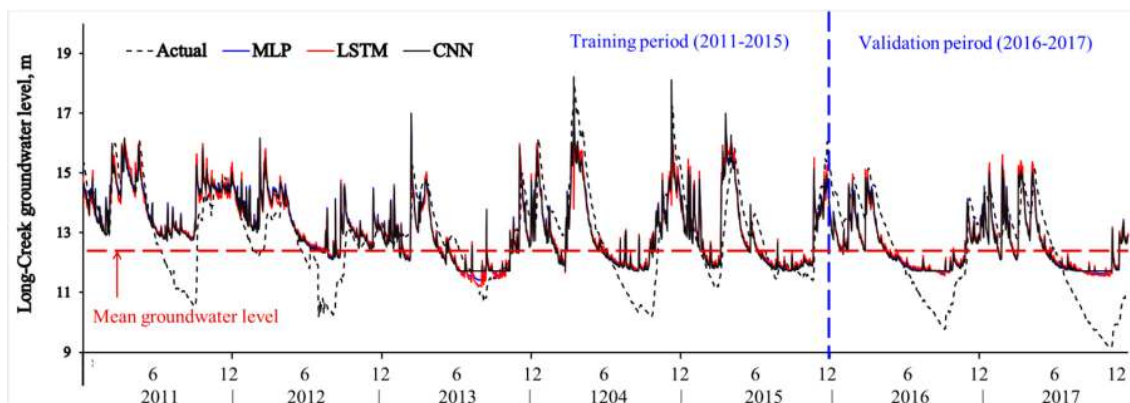 19
17
15
13
11
9
Long-Creek groundwater level, m
Actual MLP LSTM CNN
Training period (2011-2015)
Validation peirod (2016-2017)
Mean groundwater level
6 12 6 12 6 12 6 12 6 12 6 12 6 12
2011 | 2012 | 2013 | 1204 | 2015 | 2016 | 2017